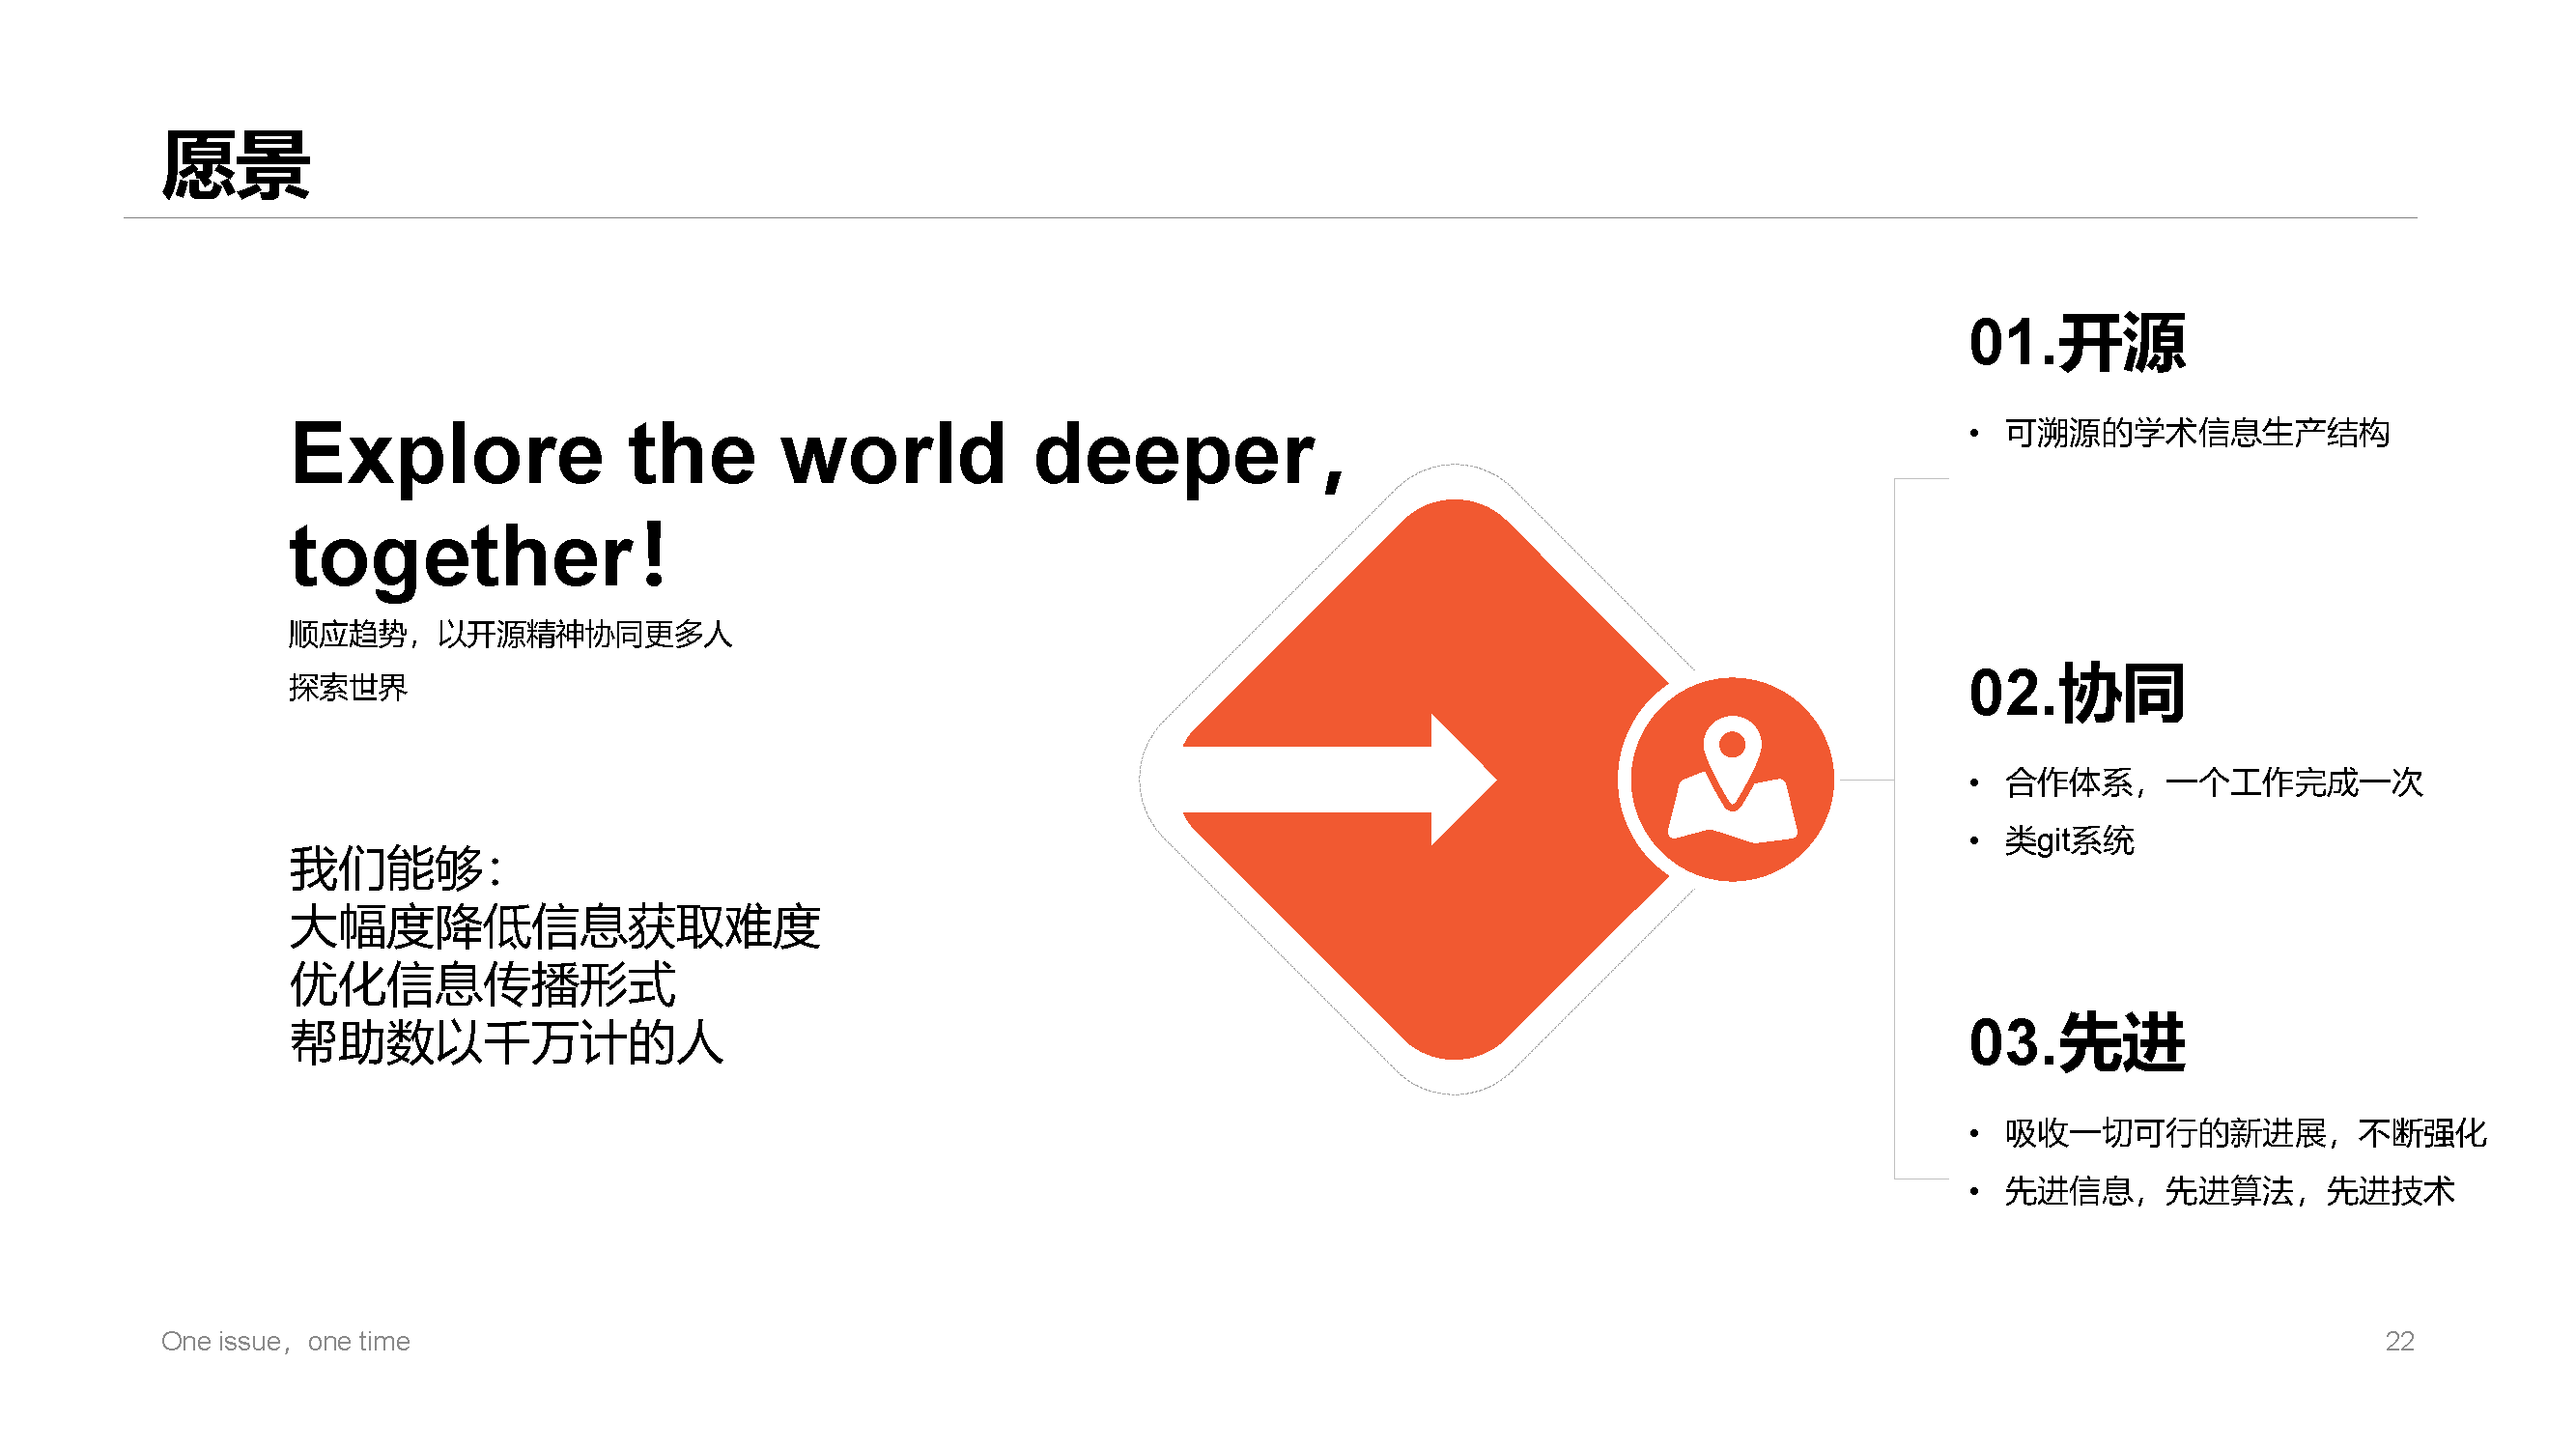 愿景
Explore the world deeper，
together！
顺应趋势，以开源精神协同更多人
探索世界
我们能够：
大幅度降低信息获取难度
优化信息传播形式
帮助数以千万计的人
01.开源
• 可溯源的学术信息生产结构
02.协同
• 合作体系，一个工作完成一次
• 类git系统
03.先进
• 吸收一切可行的新进展，不断强化
• 先进信息，先进算法，先进技术
One issue，one time
22